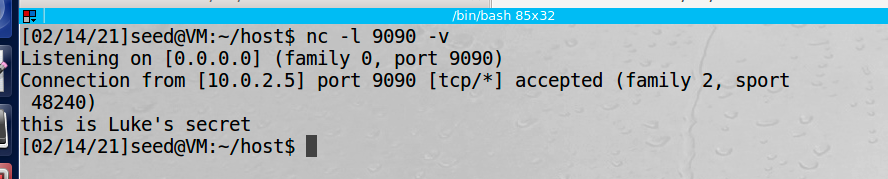 /bin/bash 85x32
[02/14/21]seed@VM:~/host$ nc -l 9090 -v
Listening on [0.0.0.0] (family 0, port 9090)
Connection from [10.0.2.5] port 9090 [tcp/*] accepted (family 2, sport
 48240)
this is Luke's secret
[02/14/21]seed@VM:~/host$